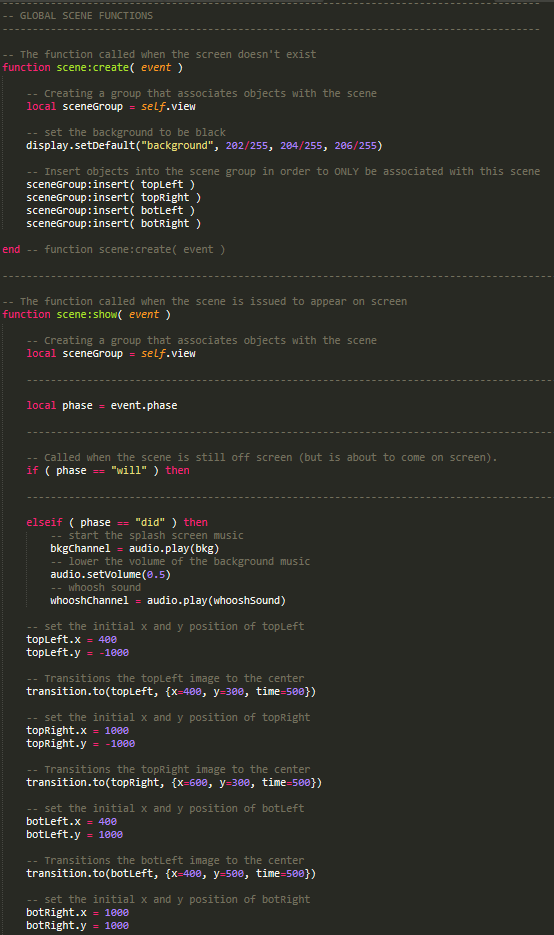 -----------------------------------------------------------------------------------------
-- GLOBAL SCENE FUNCTIONS
-----------------------------------------------------------------------------------------
-- The function called when the screen doesn't exist
function scene:create( event )
    -- Creating a group that associates objects with the scene
    local sceneGroup = self.view
    -- set the background to be black
    display.setDefault("background", 202/255, 204/255, 206/255)
    -- Insert objects into the scene group in order to ONLY be associated with this scene
    sceneGroup:insert( topLeft )
    sceneGroup:insert( topRight )
    sceneGroup:insert( botLeft )
    sceneGroup:insert( botRight )
end -- function scene:create( event )
--------------------------------------------------------------------------------------------
-- The function called when the scene is issued to appear on screen
function scene:show( event )
    -- Creating a group that associates objects with the scene
    local sceneGroup = self.view
    -----------------------------------------------------------------------------------------
    local phase = event.phase
    -----------------------------------------------------------------------------------------
    -- Called when the scene is still off screen (but is about to come on screen).
    if ( phase == "will" ) then
    -----------------------------------------------------------------------------------------
    elseif ( phase == "did" ) then
        -- start the splash screen music
        bkgChannel = audio.play(bkg)
        -- lower the volume of the background music
        audio.setVolume(0.5)
        -- whoosh sound
        whooshChannel = audio.play(whooshSound)
    -- set the initial x and y position of topLeft
    topLeft.x = 400
    topLeft.y = -1000
    -- Transitions the topLeft image to the center
    transition.to(topLeft, {x=400, y=300, time=500})
    -- set the initial x and y position of topRight
    topRight.x = 1000
    topRight.y = -1000
    -- Transitions the topRight image to the center
    transition.to(topRight, {x=600, y=300, time=500})
    -- set the initial x and y position of botLeft
    botLeft.x = 400
    botLeft.y = 1000
    -- Transitions the botLeft image to the center
    transition.to(botLeft, {x=400, y=500, time=500})
    -- set the initial x and y position of botRight
    botRight.x = 1000
    botRight.y = 1000